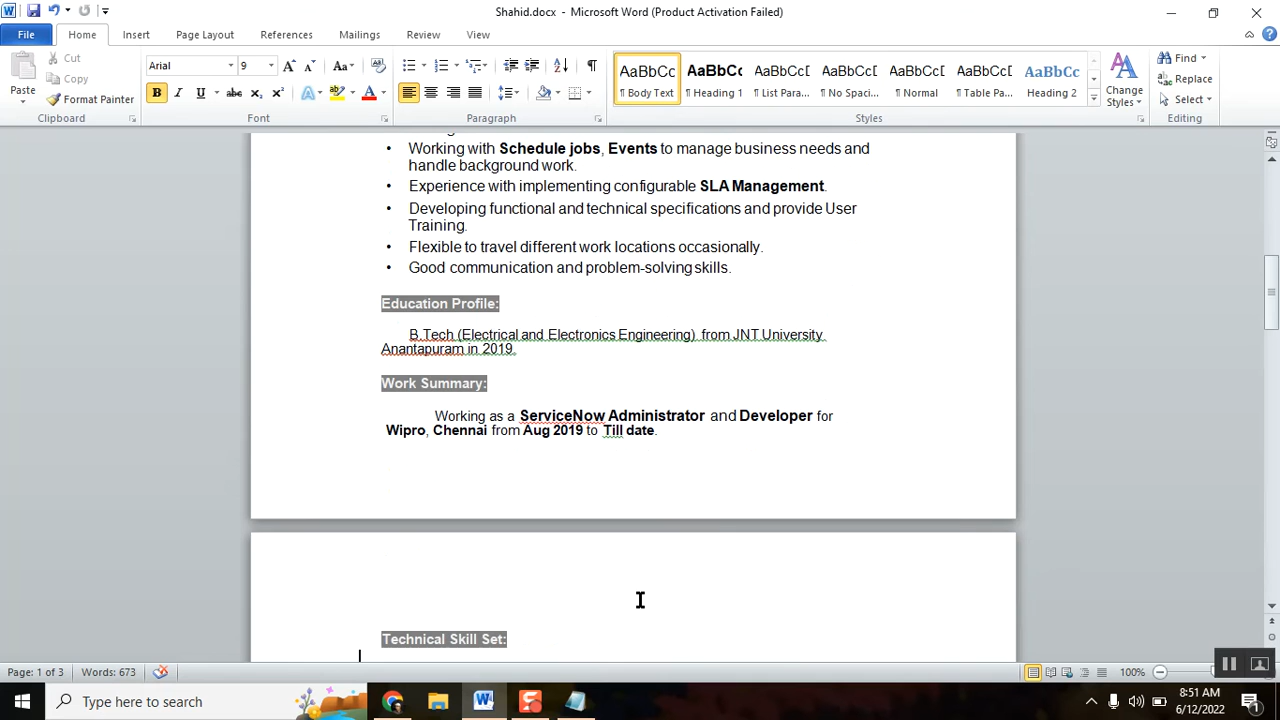 Shahid.docx - Microsoft Word (Product Activation Failed)
File Home Insert Page Layout References Mailings Review View
Cut
Copy
Format Painter
Paste
Clipboard
Arial 9
Font
Paragraph
AaBbCc AaBbCc AaBbCcD AaBbCcD AaBbCcD AaBbCcD AaBbCc
¶ Body Text ¶ Heading 1 ¶ List Para... ¶ No Spaci... ¶ Normal ¶ Table Pa... Heading 2
Change Styles
Styles
Find
Replace
Select
Editing
• Working with Schedule jobs, Events to manage business needs and
handle background work.
• Experience with implementing configurable SLA Management.
• Developing functional and technical specifications and provide User
Training.
• Flexible to travel different work locations occasionally.
• Good communication and problem-solving skills.
Education Profile:
B.Tech (Electrical and Electronics Engineering) from JNT University
Anantapuram in 2019.
Work Summary:
Working as a ServiceNow Administrator and Developer for
Wipro, Chennai from Aug 2019 to Till date.
Technical Skill Set:
Page: 1 of 3 Words: 673 100%
Type here to search
8:51 AM
6/12/2022